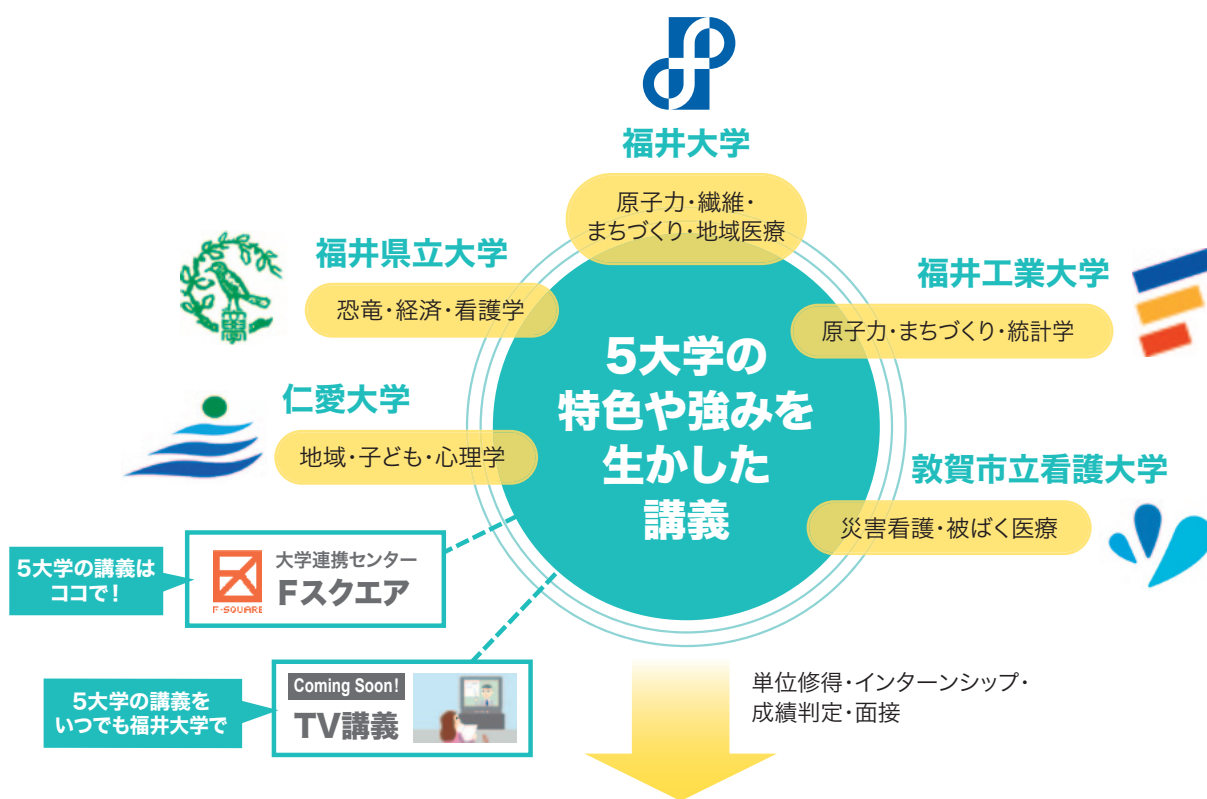 福井大学
原子力・繊維・
まちづくり・地域医療
福井県立大学
恐竜・経済・看護学
福井工業大学
原子力・まちづくり・統計学
仁愛大学
地域・子ども・心理学
敦賀市立看護大学
災害看護・被ばく医療
5大学の
特色や強みを
生かした
講義
5大学の講義は
ココで!
F-SQUARE
大学連携センター
Fスクエア
5大学の講義を
いつでも福井大学で
Coming Soon!
TV講義
単位修得・インターンシップ・
成績判定・面接